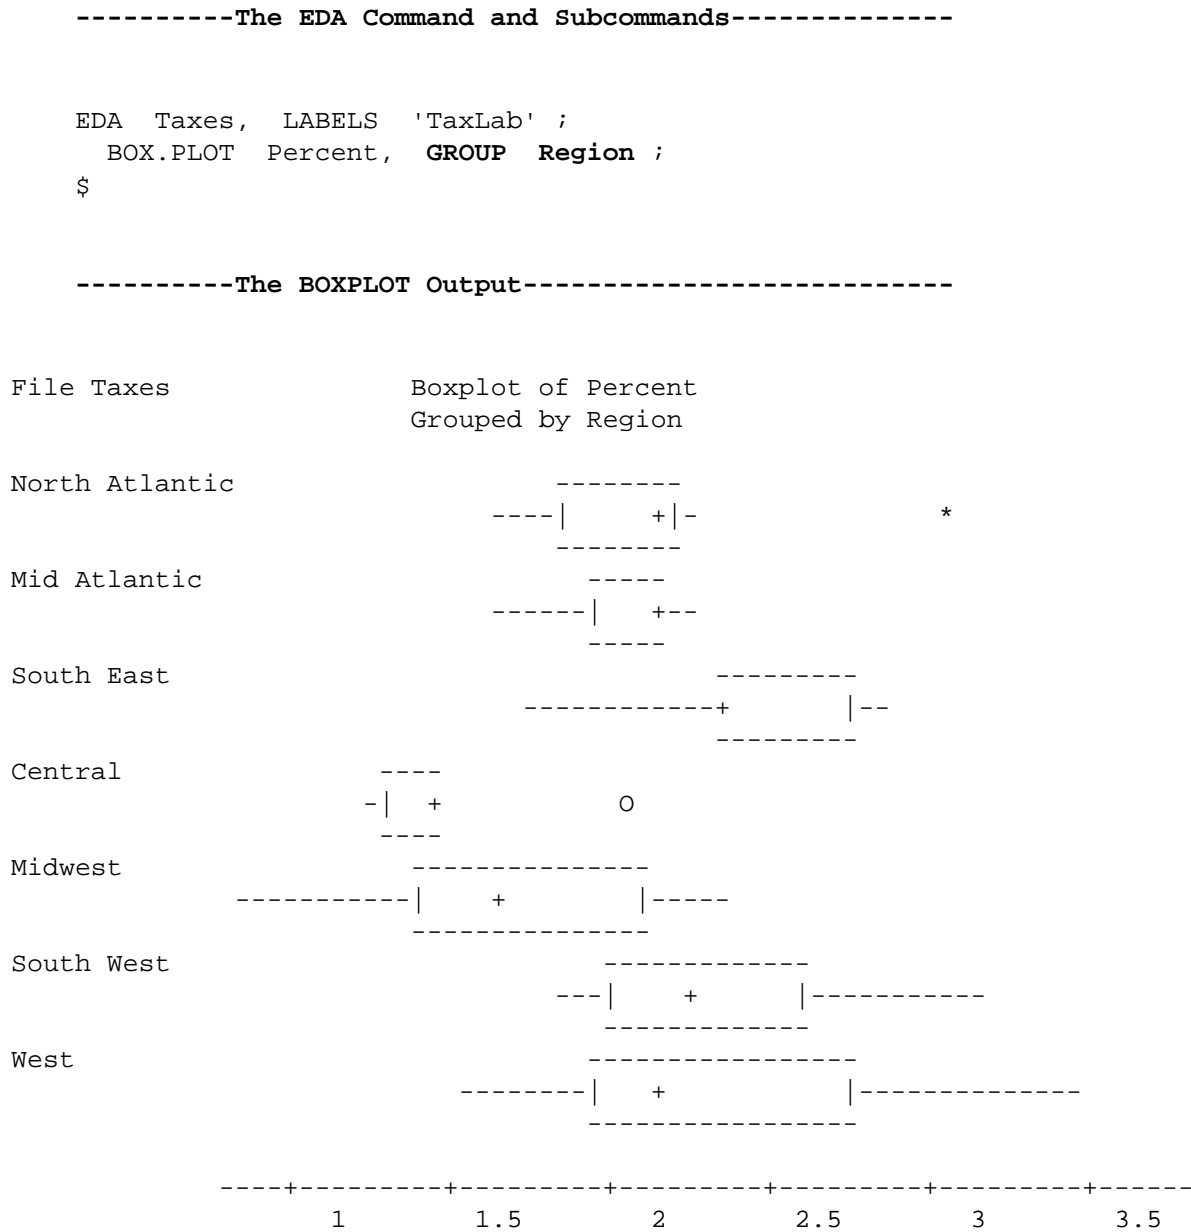 ----------The EDA Command and Subcommands--------------
EDA  Taxes,  LABELS  'TaxLab' ;
  BOX.PLOT  Percent,  GROUP  Region ;
$
----------The BOXPLOT Output---------------------------
File Taxes           Boxplot of Percent
                     Grouped by Region
North Atlantic                    --------
                              ----|     +|-               *
                                  --------
Mid Atlantic                        -----
                              ------|   +--
                                    -----
South East                                  ---------
                                ------------+       |--
                                            ---------
Central                ----
                      -|  +           O
                       ----
Midwest                  ---------------
              -----------|    +        |-----
                         ---------------
South West                           -------------
                                  ---|    +      |-----------
                                     -------------
West                                -----------------
                            --------|   +           |--------------
                                    -----------------
             ----+---------+---------+---------+---------+---------+------
                    1         1.5        2         2.5        3         3.5